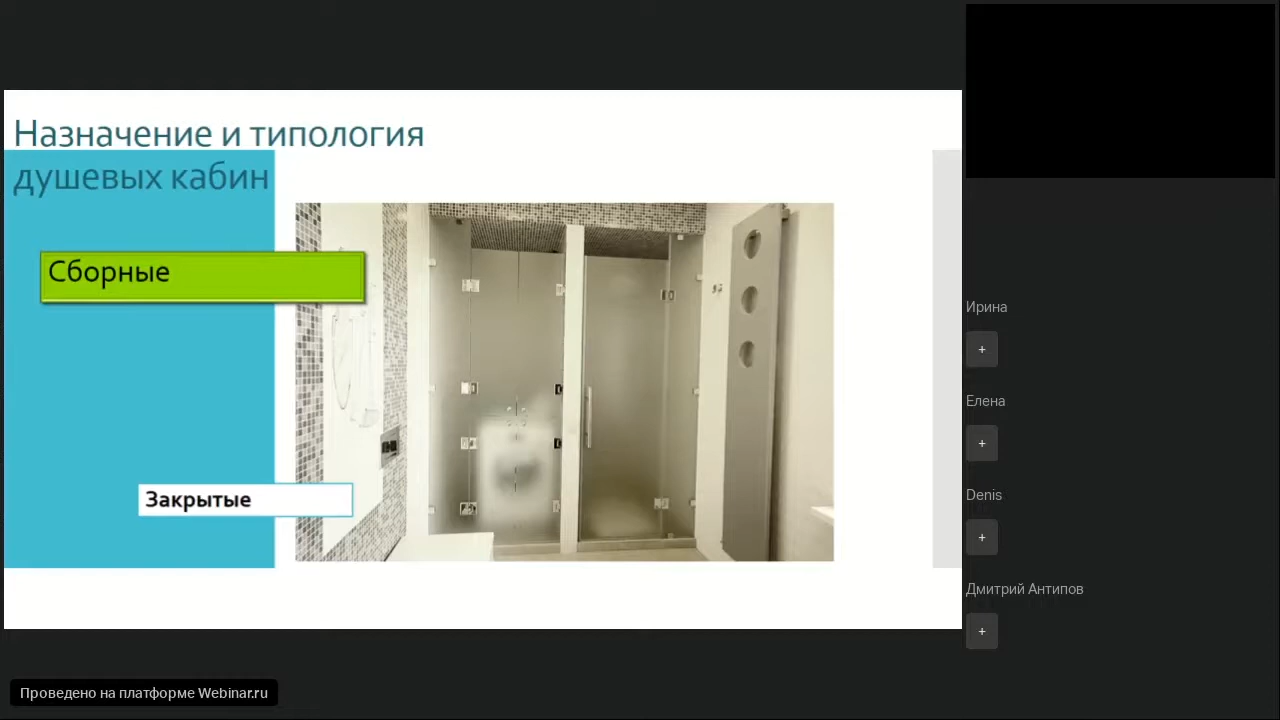 Назначение и типология
душевых кабин
Сборные
Закрытые
Ирина
+
Елена
+
Denis
+
Дмитрий Антипов
+
Проведено на платформе Webinar.ru